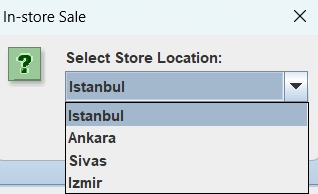 In-store Sale
Select Store Location:
Istanbul
Istanbul
Ankara
Sivas
Izmir